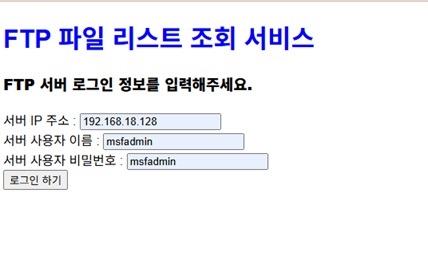 FTP 파일 리스트 조회 서비스
FTP 서버 로그인 정보를 입력해주세요.
서버 IP 주소 : 192.168.18.128
서버 사용자 이름 : msfadmin
서버 사용자 비밀번호 : msfadmin
로그인 하기